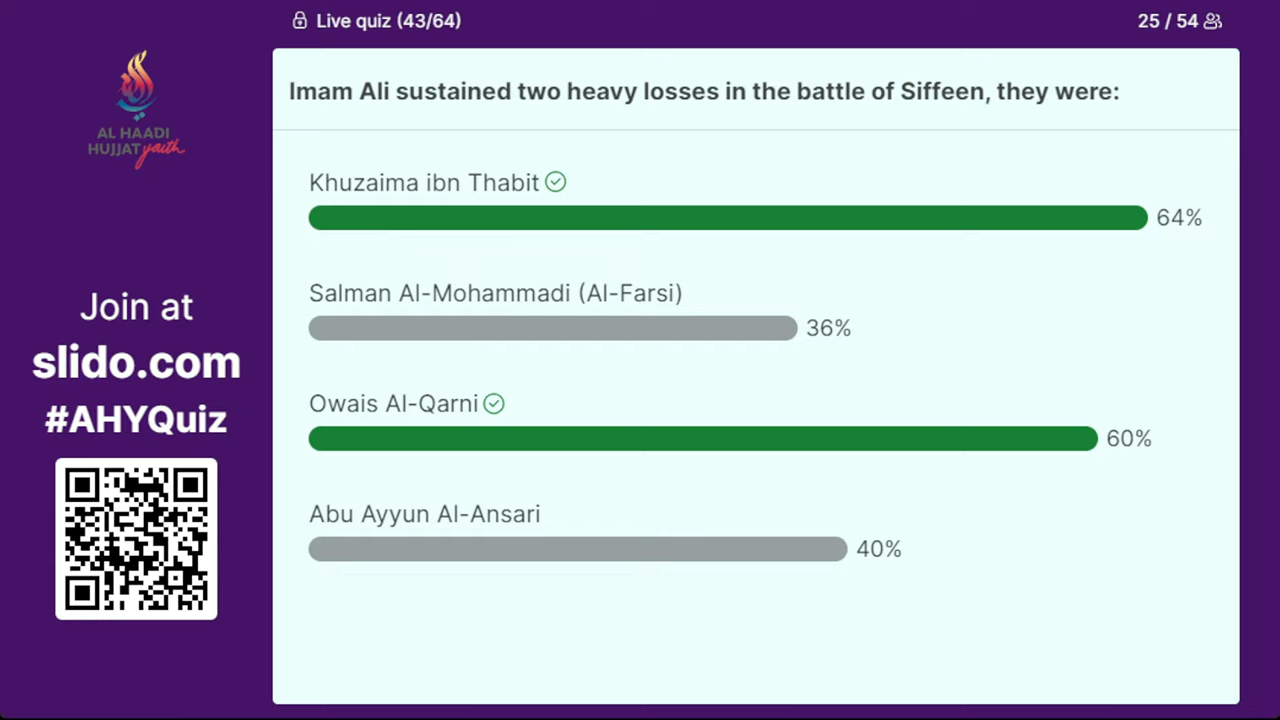 Live quiz (43/64)
25 / 54
AL HAADI
HUJJAT youth
Join at
slido.com
#AHYQuiz
Imam Ali sustained two heavy losses in the battle of Siffeen, they were:
Khuzaima ibn Thabit
64%
Salman Al-Mohammadi (Al-Farsi)
36%
Owais Al-Qarni
60%
Abu Ayyun Al-Ansari
40%